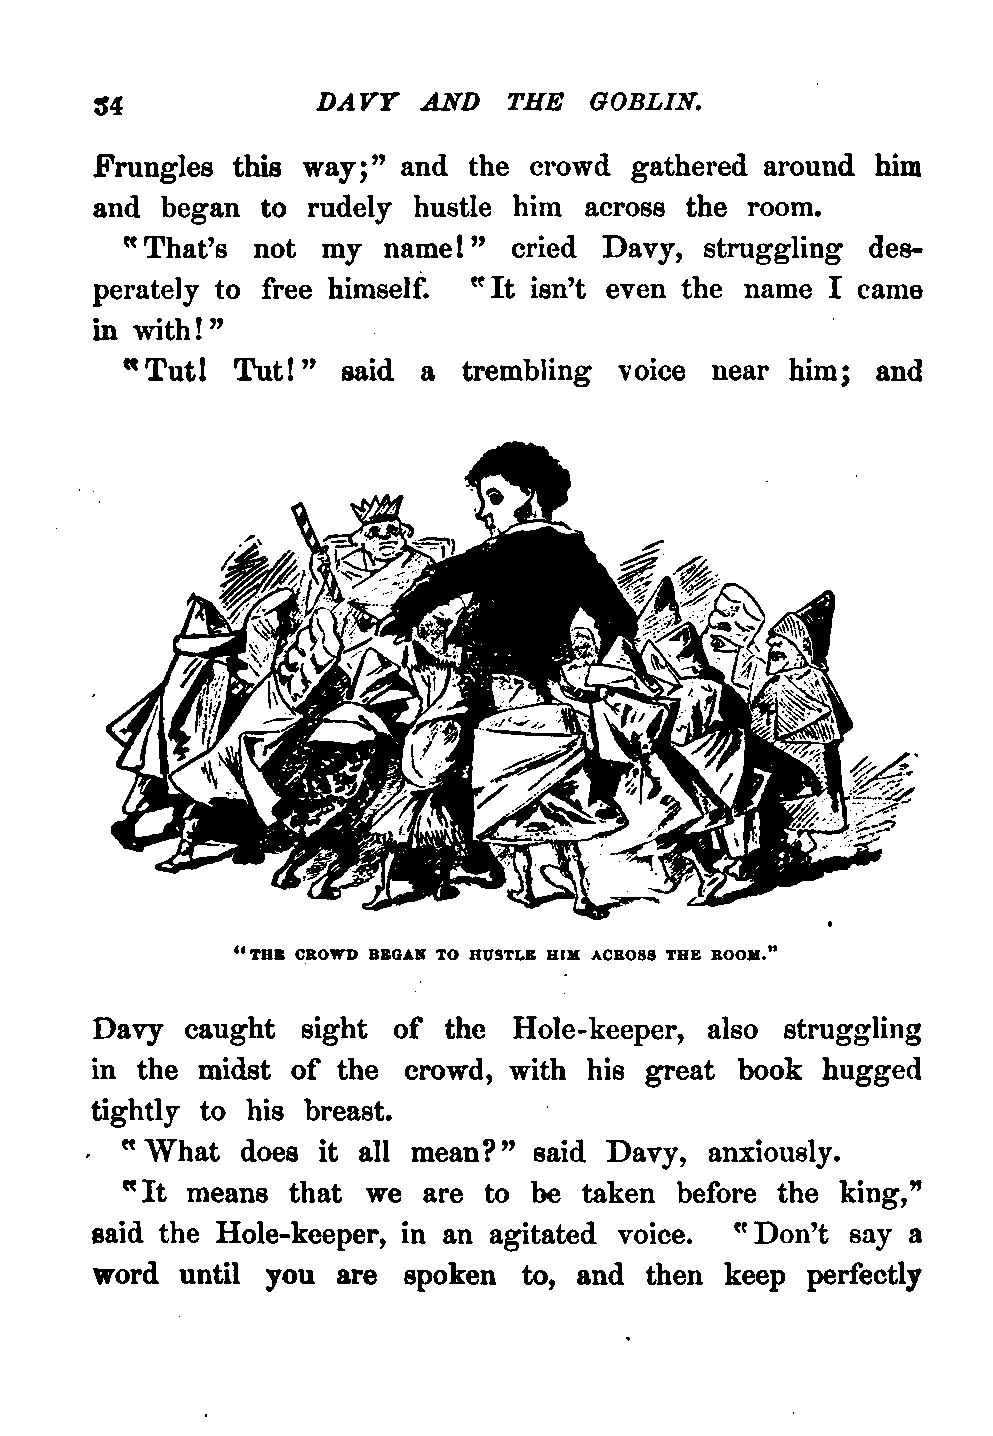 34 DAVY AND THE GOBLIN.
Frungles this way;" and the crowd gathered around him
and began to rudely hustle him across the room.
"That's not my name!" cried Davy, struggling des-
perately to free himself. "It isn't even the name I came
in with!"
"Tut! Tut!" said a trembling voice near him; and
"THE CROWD BEGAN TO HUSTLE HIM ACROSS THE ROOM."
Davy caught sight of the Hole-keeper, also struggling
in the midst of the crowd, with his great book hugged
tightly to his breast.
"What does it all mean?" said Davy, anxiously.
"It means that we are to be taken before the king,"
said the Hole-keeper, in an agitated voice. "Don't say a
word until you are spoken to, and then keep perfectly